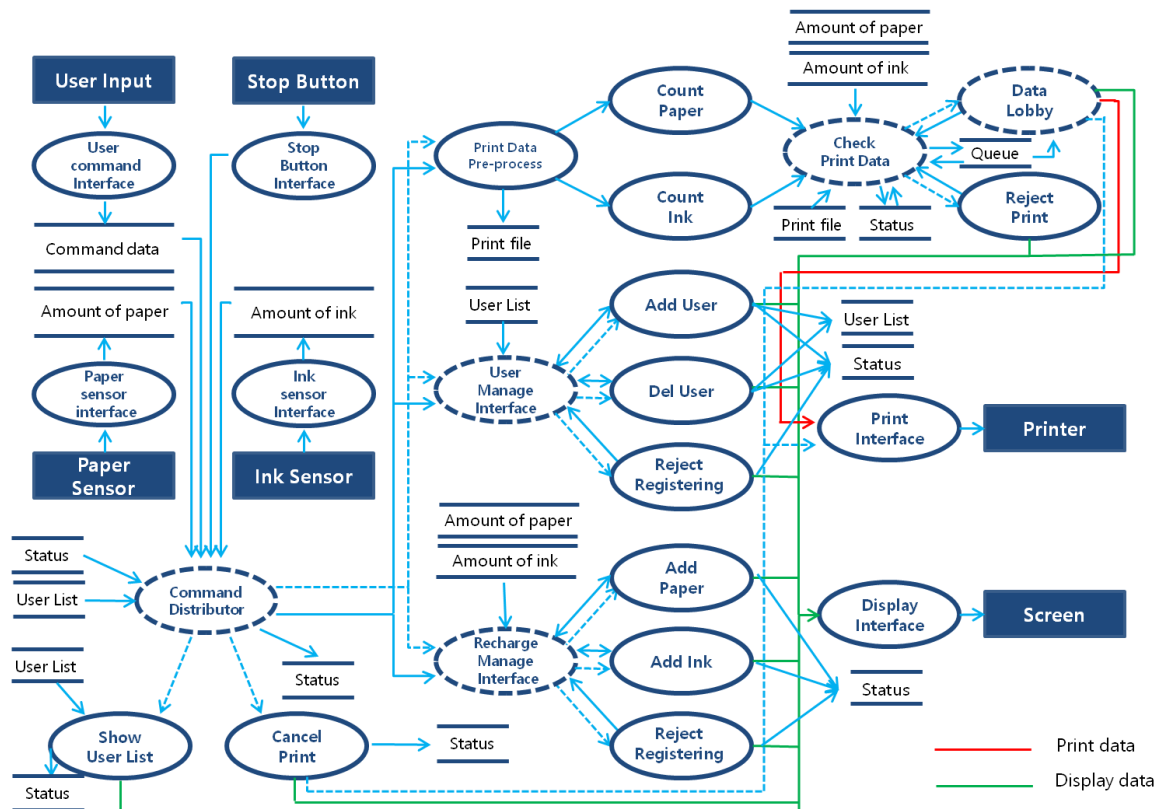 Amount of paper
Amount of ink
User Input
Stop Button
Count
Paper
Data
Lobby
User
command
Interface
Stop
Button
Interface
Print Data
Pre-process
Check
Print Data
Queue
Count
Ink
Reject
Print
Command data
Print file
Print file
Status
Amount of paper
Amount of ink
User List
Add User
User List
Status
Paper
sensor
interface
Ink
sensor
Interface
User
Manage
Interface
Del User
Print
Interface
Printer
Paper
Sensor
Ink Sensor
Reject
Registering
Amount of paper
Amount of ink
Status
User List
Command
Distributor
Add
Paper
Display
Interface
Screen
User List
Status
Recharge
Manage
Interface
Add Ink
Status
Show
User List
Cancel
Print
Status
Reject
Registering
Print data
Display data
Status